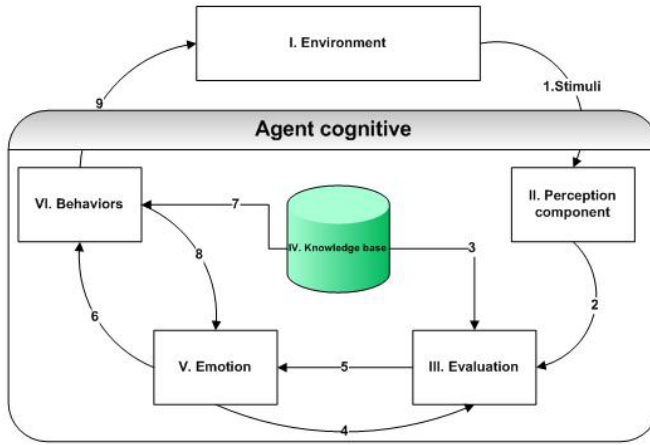 I. Environment
1.Stimuli
9
Agent cognitive
VI. Behaviors
7
II. Perception
component
IV. Knowledge base
3
8
2
6
V. Emotion
5
III. Evaluation
4